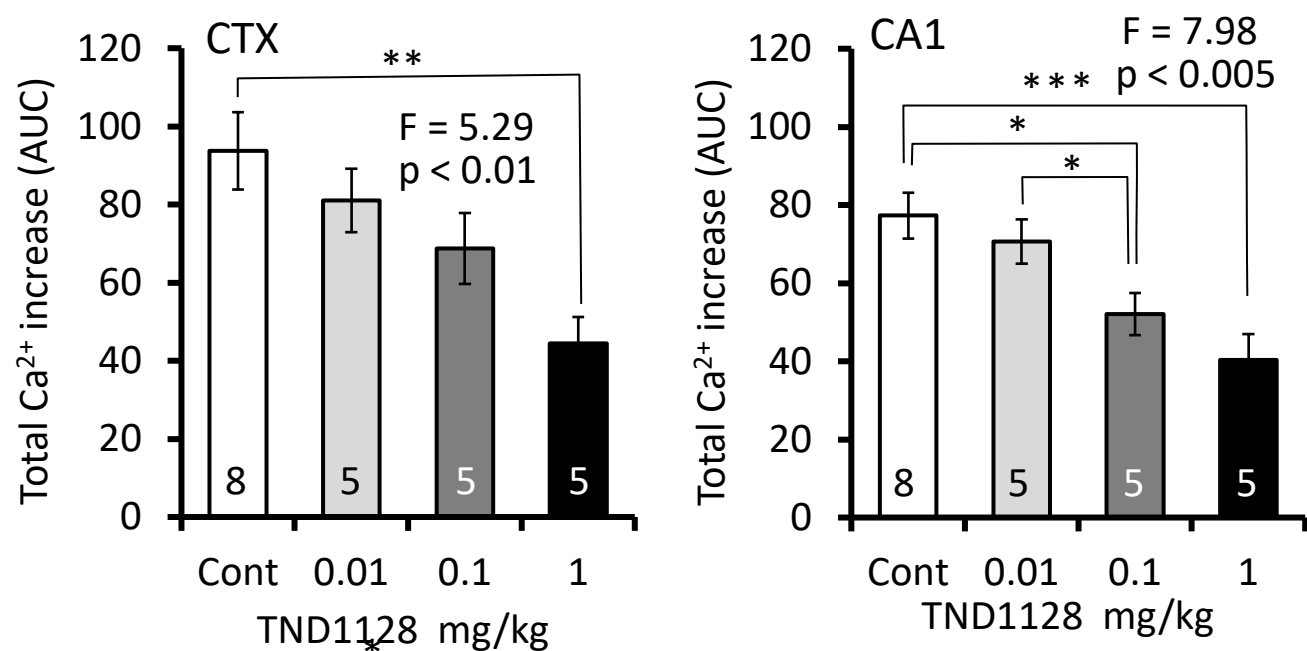 CTX
Total Ca²⁺ increase (AUC)
120
100
80
60
40
20
0
**
F = 5.29
p < 0.01
8
5
5
5
Cont 0.01 0.1 1
TND1128 mg/kg
*
CA1
Total Ca²⁺ increase (AUC)
120
100
80
60
40
20
0
F = 7.98
p < 0.005
***
*
*
8
5
5
5
Cont 0.01 0.1 1
TND1128 mg/kg